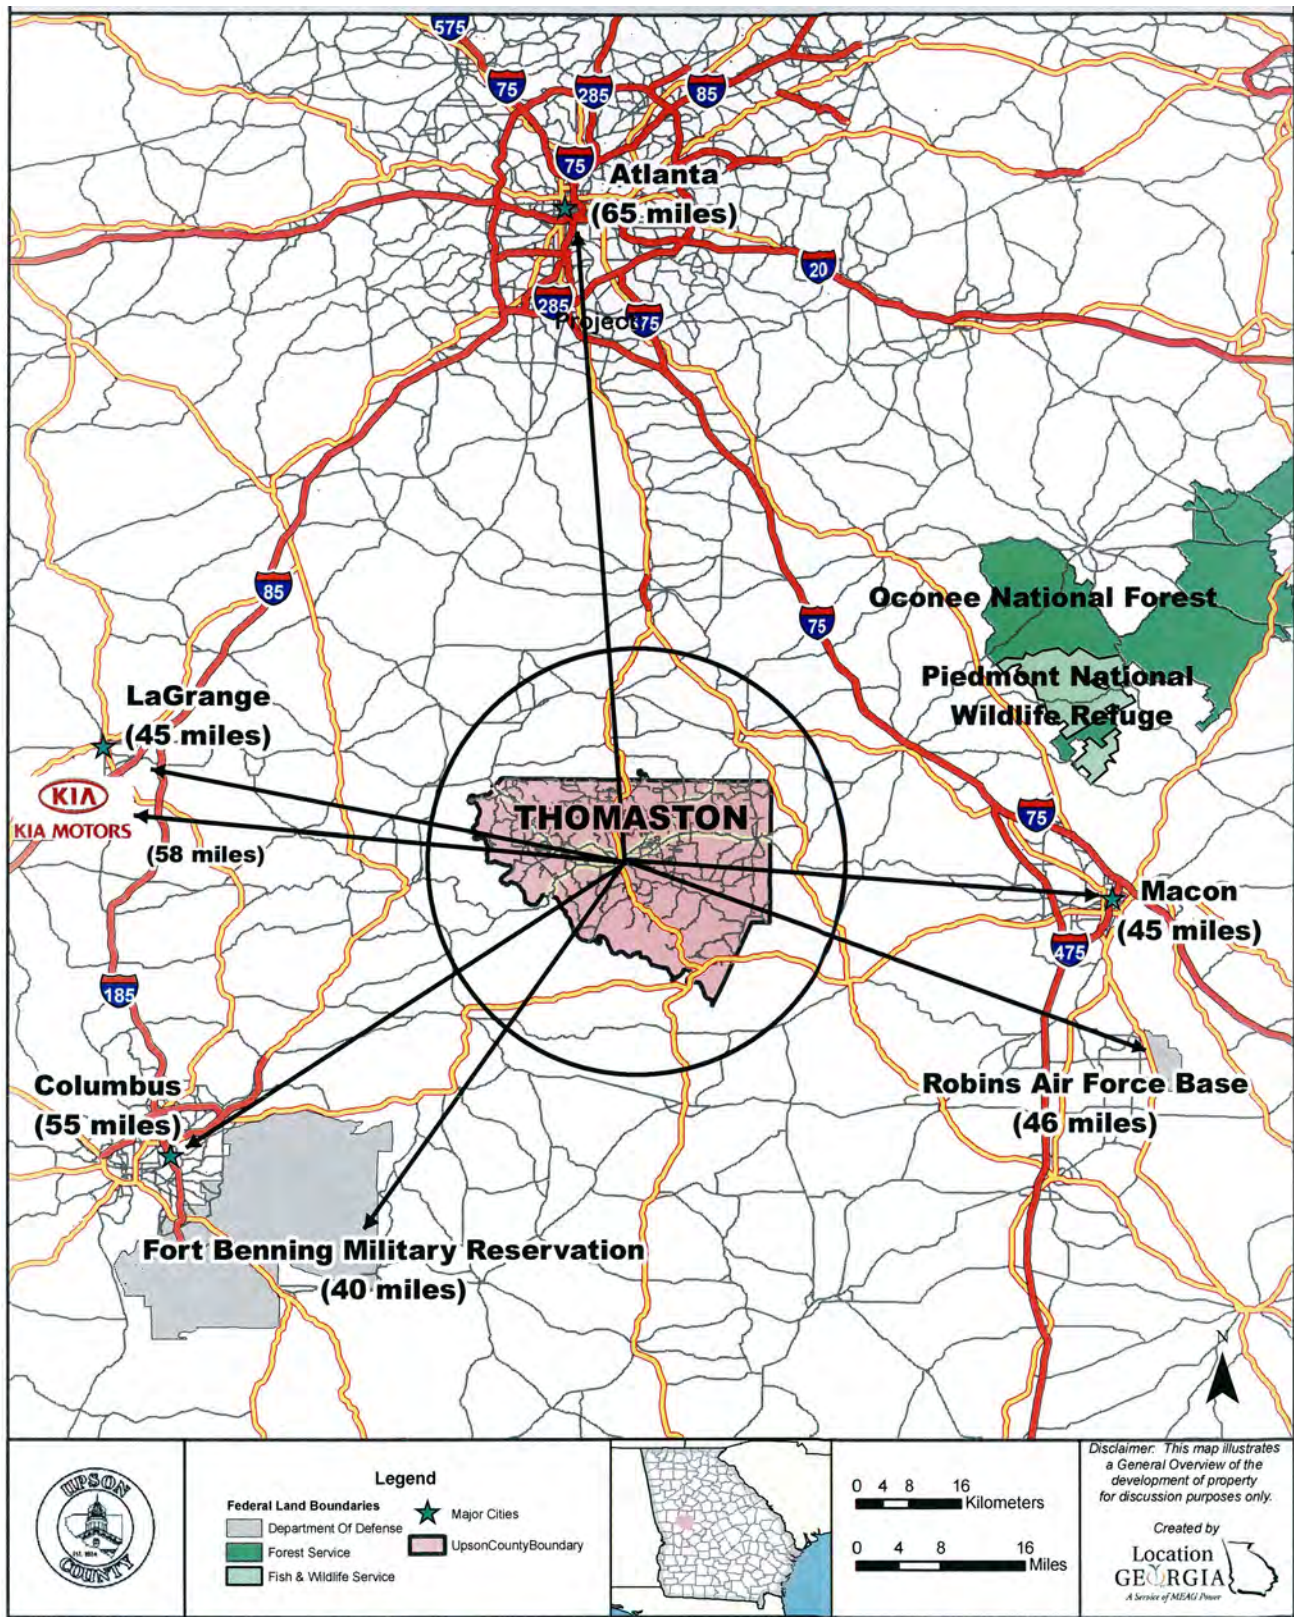 575
75
285
85
75
Atlanta
(65 miles)
20
285
Project
75
85
75
Oconee National Forest
Piedmont National
Wildlife Refuge
LaGrange
(45 miles)
KIA
KIA MOTORS
(58 miles)
THOMASTON
75
Macon
(45 miles)
475
185
Columbus
(55 miles)
Robins Air Force Base
(46 miles)
Fort Benning Military Reservation
(40 miles)
N
UPSON
COUNTY
Legend
Federal Land Boundaries
Department Of Defense
Forest Service
Fish & Wildlife Service
Major Cities
UpsonCountyBoundary
0 4 8 16
Kilometers
0 4 8 16
Miles
Disclaimer: This map illustrates
a General Overview of the
development of property
for discussion purposes only.
Created by
Location
GEORGIA
A Service of MEAG Power